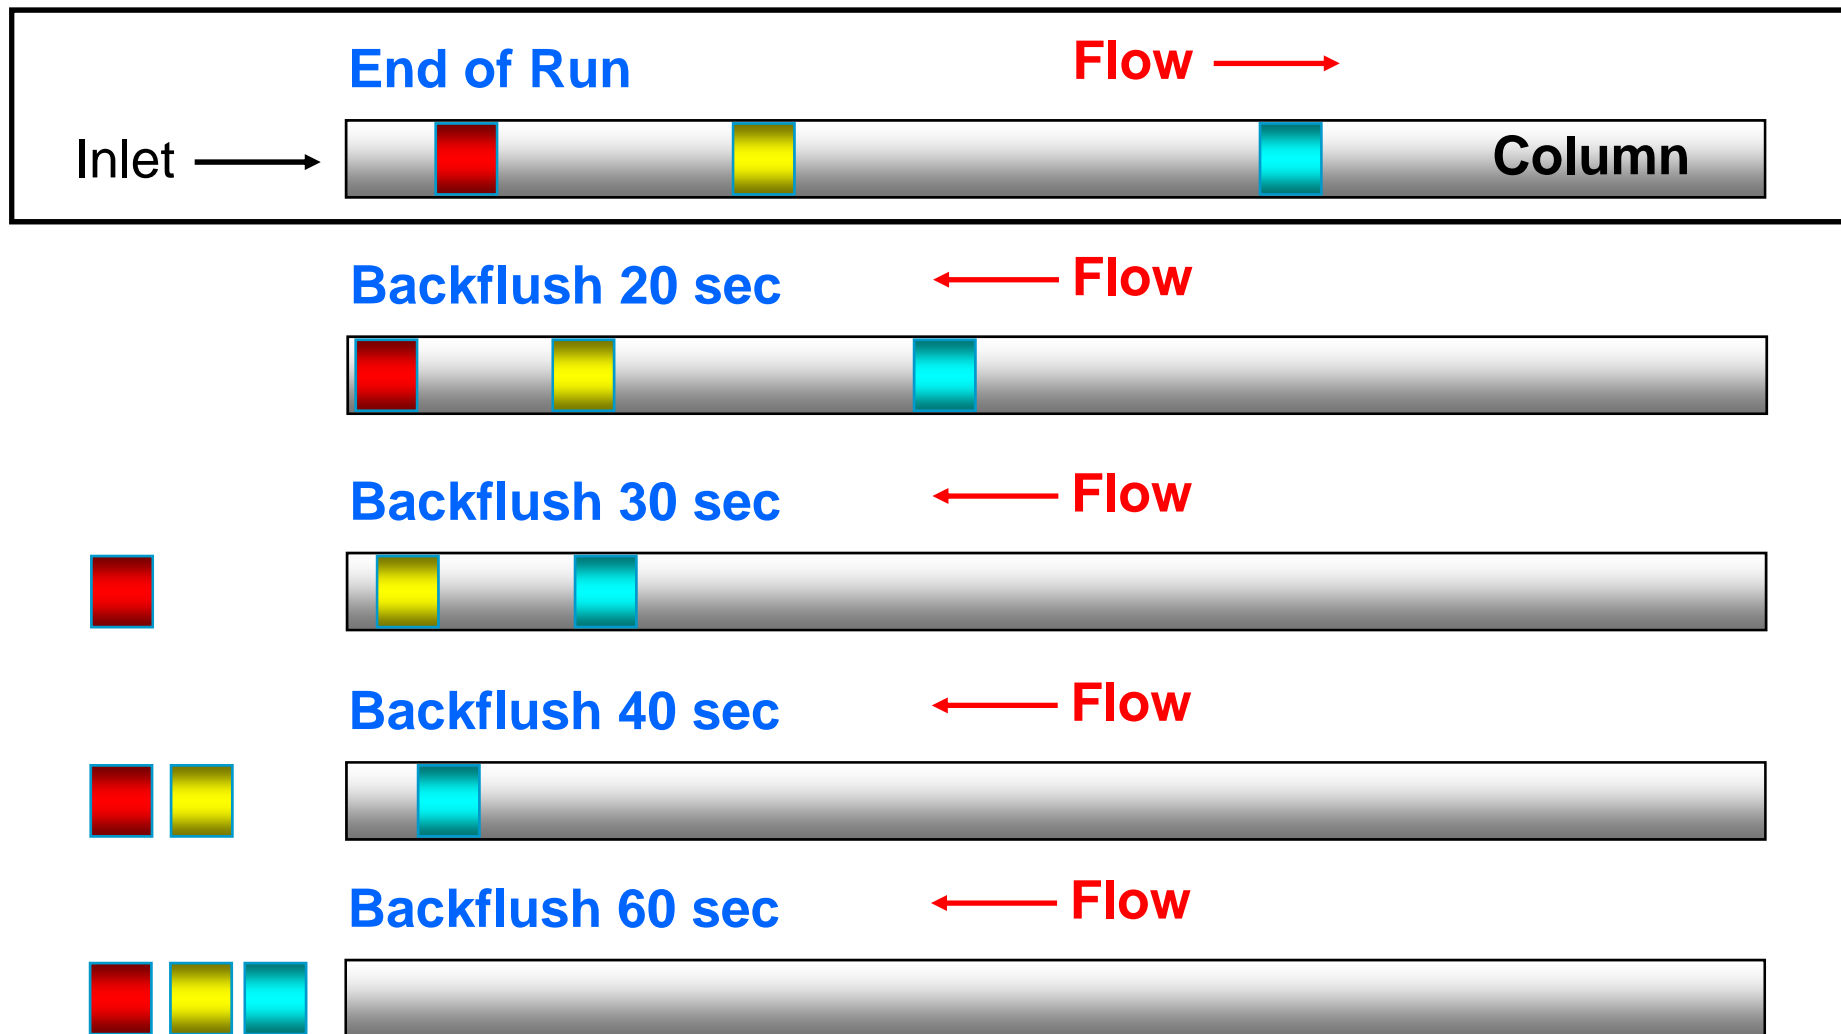 End of Run
Flow
Inlet
Column
Backflush 20 sec
Flow
Backflush 30 sec
Flow
Backflush 40 sec
Flow
Backflush 60 sec
Flow